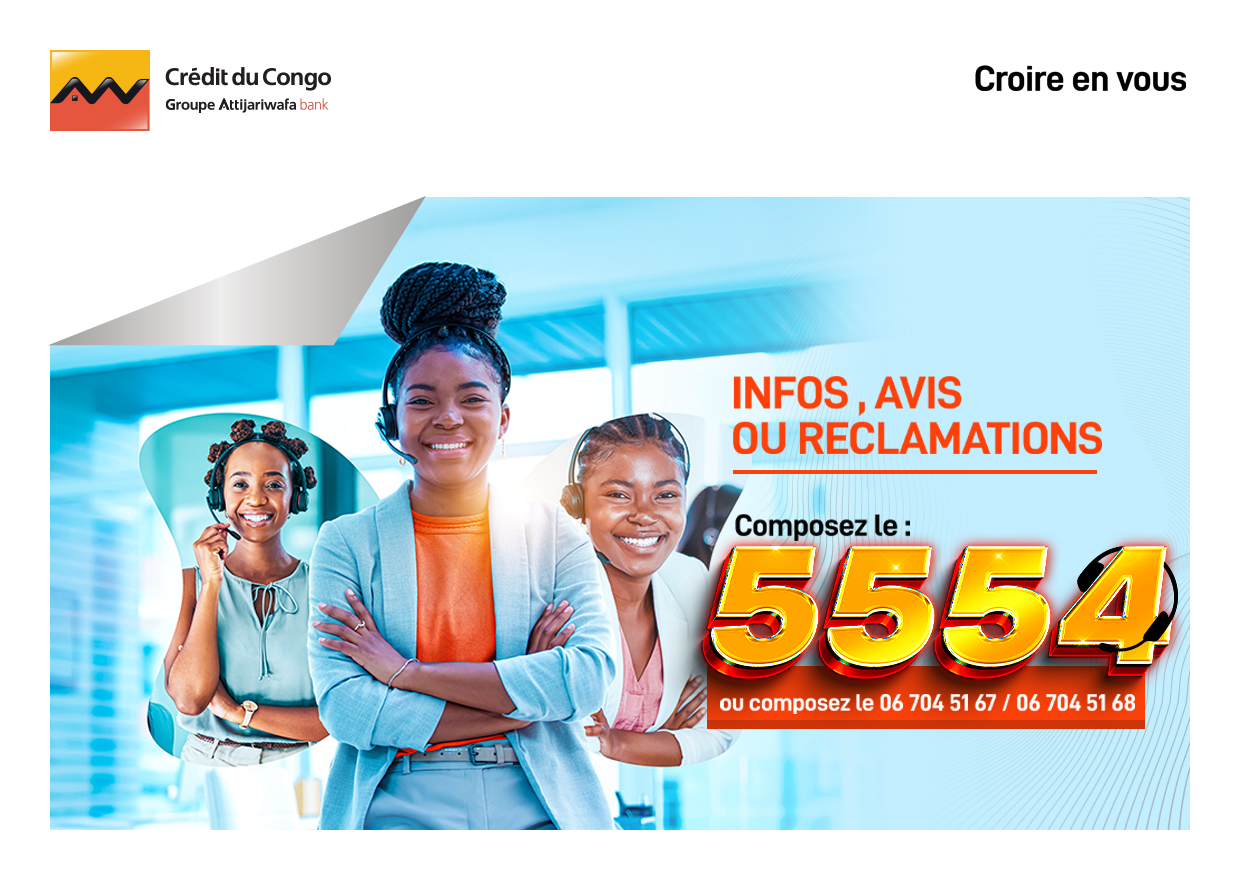 Crédit du Congo
Groupe Attijariwafa bank
Croire en vous
INFOS , AVIS
OU RECLAMATIONS
Composez le :
5554
ou composez le 06 704 51 67 / 06 704 51 68